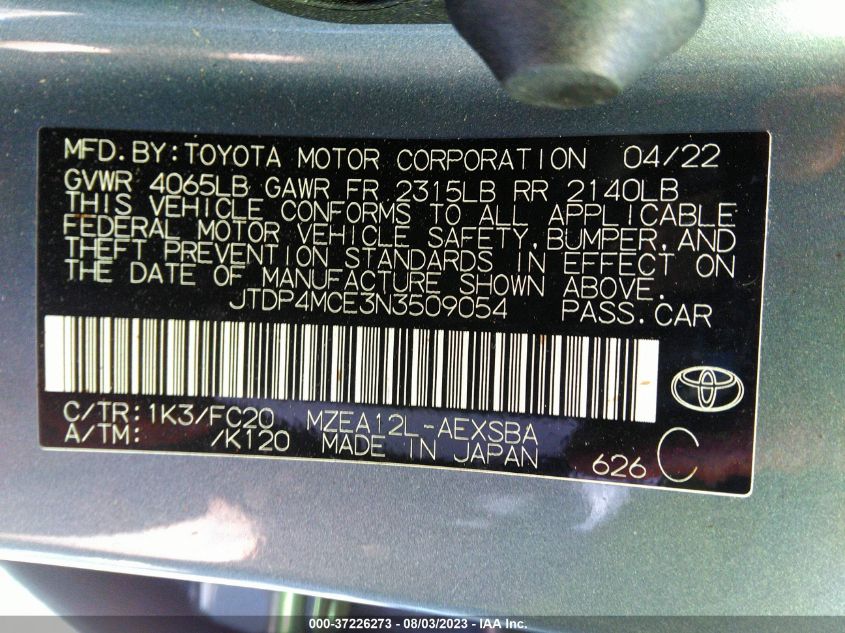 MFD.BY:TOYOTA MOTOR CORPORATION 04/22
GVWR 4065LB GAWR FR 2315LB RR 2140LB
THIS VEHICLE CONFORMS TO ALL APPLICABLE
FEDERAL MOTOR VEHICLE SAFETY,BUMPER,AND
THEFT PREVENTION STANDARDS IN EFFECT ON
THE DATE OF MANUFACTURE SHOWN ABOVE.
JTDP4MCE3N3509054 PASS.CAR
C/TR:1K3/FC20 MZEA12L-AEXSBA
A/TM: /K120 MADE IN JAPAN 626 C
000-37226273 - 08/03/2023 - IAA Inc.